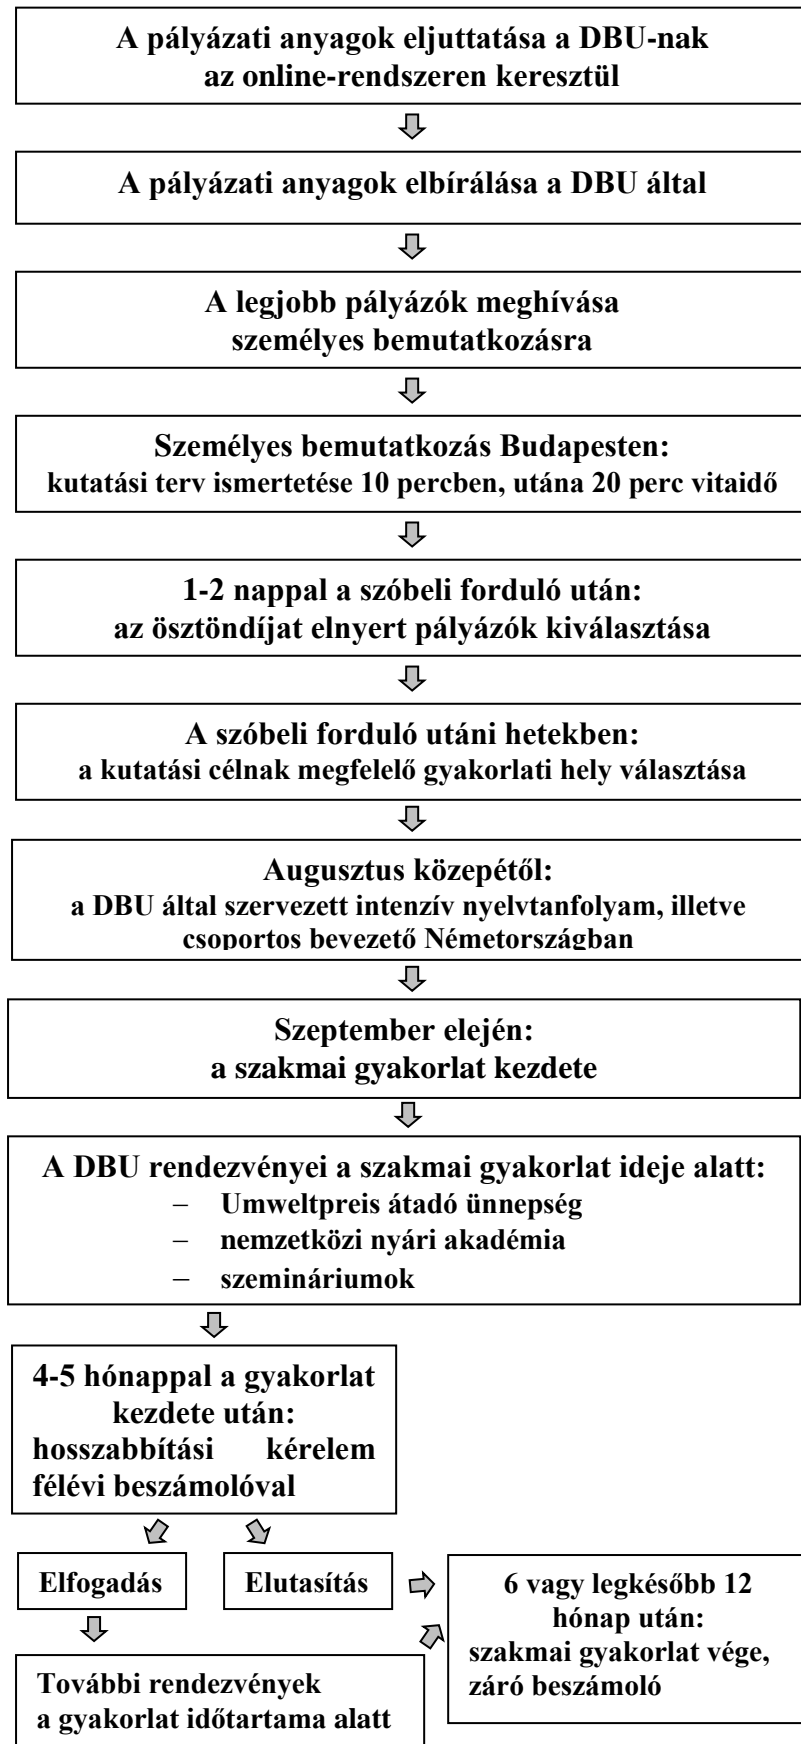 A pályázati anyagok eljuttatása a DBU-nak
az online-rendszeren keresztül
A pályázati anyagok elbírálása a DBU által
A legjobb pályázók meghívása
személyes bemutatkozásra
Személyes bemutatkozás Budapesten:
kutatási terv ismertetése 10 percben, utána 20 perc vitaidő
1-2 nappal a szóbeli forduló után:
az ösztöndíjat elnyert pályázók kiválasztása
A szóbeli forduló utáni hetekben:
a kutatási célnak megfelelő gyakorlati hely választása
Augusztus közepétől:
a DBU által szervezett intenzív nyelvtanfolyam, illetve
csoportos bevezető Németországban
Szeptember elején:
a szakmai gyakorlat kezdete
A DBU rendezvényei a szakmai gyakorlat ideje alatt:
– Umweltpreis átadó ünnepség
– nemzetközi nyári akadémia
– szemináriumok
4-5 hónappal a gyakorlat
kezdete után:
hosszabbítási kérelem
félévi beszámolóval
Elfogadás
Elutasítás
6 vagy legkésőbb 12
hónap után:
szakmai gyakorlat vége,
záró beszámoló
További rendezvények
a gyakorlat időtartama alatt